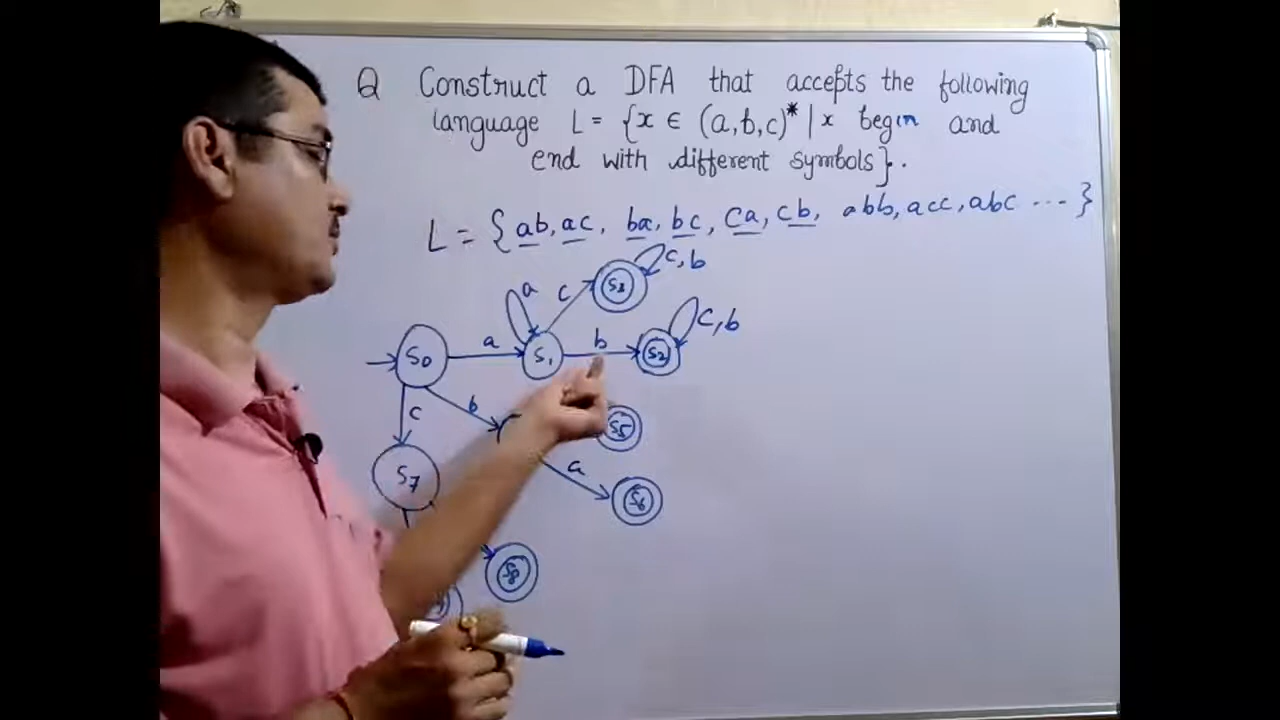 Q Construct a DFA that accepts the following
language L = {x ∈ (a,b,c)* | x begin and
end with different symbols}.
L = {ab, ac, ba, bc, ca, cb, abb, acc, abc ... }
a
c
S3
c,b
S0
a
S1
b
S2
c,b
c
b
S5
S7
a
S6
S8